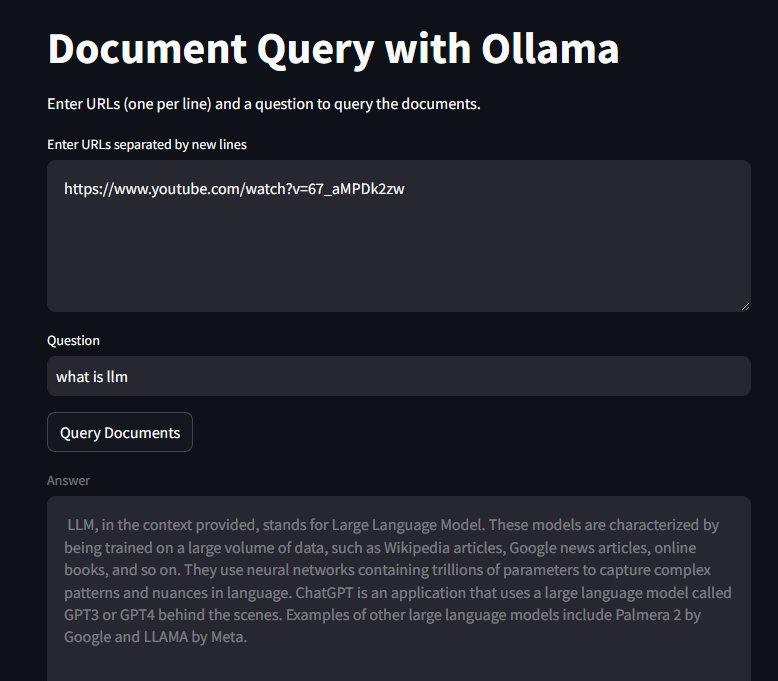 Document Query with Ollama
Enter URLs (one per line) and a question to query the documents.
Enter URLs separated by new lines
https://www.youtube.com/watch?v=67_aMPDk2zw
Question
what is llm
Query Documents
Answer
LLM, in the context provided, stands for Large Language Model. These models are characterized by
being trained on a large volume of data, such as Wikipedia articles, Google news articles, online
books, and so on. They use neural networks containing trillions of parameters to capture complex
patterns and nuances in language. ChatGPT is an application that uses a large language model called
GPT3 or GPT4 behind the scenes. Examples of other large language models include Palmera 2 by
Google and LLAMA by Meta.